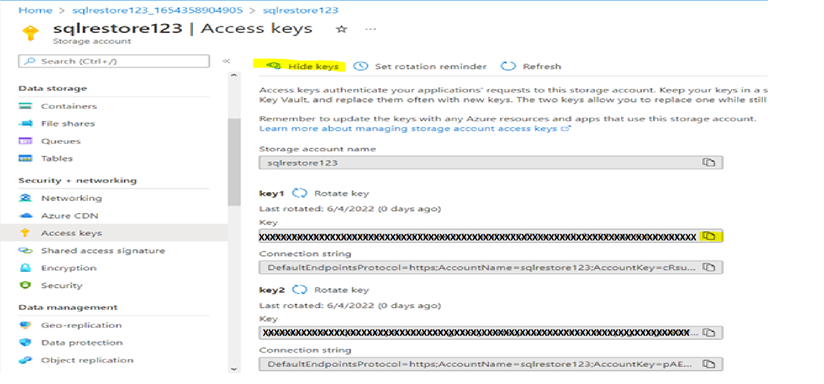 Home > sqlrestore123_1654358904905 > sqlrestore123
sqlrestore123 | Access keys ☆ ...
Storage account
Search (Ctrl+/) «
Hide keys Set rotation reminder Refresh
Access keys authenticate your applications' requests to this storage account. Keep your keys in a s
Key Vault, and replace them often with new keys. The two keys allow you to replace one while still
Remember to update the keys with any Azure resources and apps that use this storage account.
Learn more about managing storage account access keys
Data storage
Containers
File shares
Queues
Tables
Security + networking
Networking
Azure CDN
Access keys
Shared access signature
Encryption
Security
Data management
Geo-replication
Data protection
Object replication
Storage account name
sqlrestore123
key1 Rotate key
Last rotated: 6/4/2022 (0 days ago)
Key
Connection string
DefaultEndpointsProtocol=https;AccountName=sqlrestore123;AccountKey=cRsu...
key2 Rotate key
Last rotated: 6/4/2022 (0 days ago)
Key
Connection string
DefaultEndpointsProtocol=https;AccountName=sqlrestore123;AccountKey=pAE...